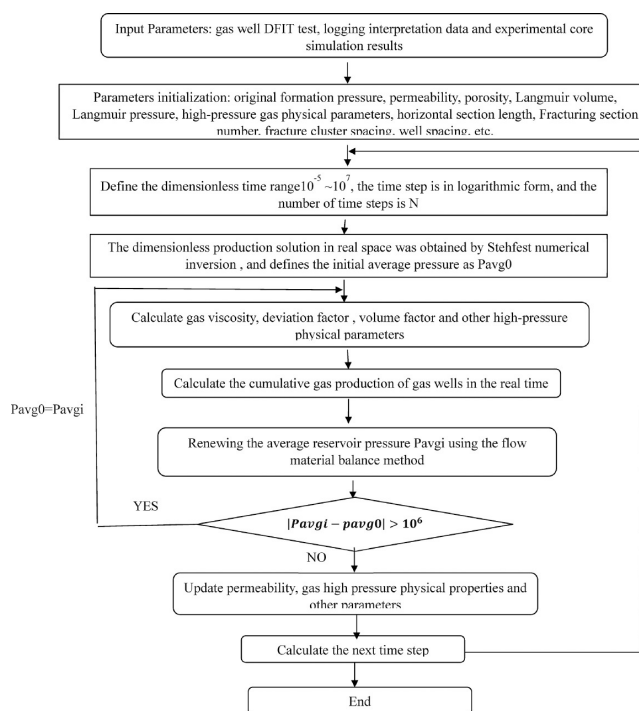 Input Parameters: gas well DFIT test, logging interpretation data and experimental core
simulation results
Parameters initialization: original formation pressure, permeability, porosity, Langmuir volume,
Langmuir pressure, high-pressure gas physical parameters, horizontal section length, Fracturing section
number, fracture cluster spacing, well spacing, etc.
Define the dimensionless time range10^-5 ~10^7, the time step is in logarithmic form, and the
number of time steps is N
The dimensionless production solution in real space was obtained by Stehfest numerical
inversion , and defines the initial average pressure as Pavg0
Calculate gas viscosity, deviation factor , volume factor and other high-pressure
physical parameters
Calculate the cumulative gas production of gas wells in the real time
Pavg0=Pavgi
Renewing the average reservoir pressure Pavgi using the flow
material balance method
YES
|Pavgi − pavg0| > 10^6
NO
Update permeability, gas high pressure physical properties and
other parameters
Calculate the next time step
End